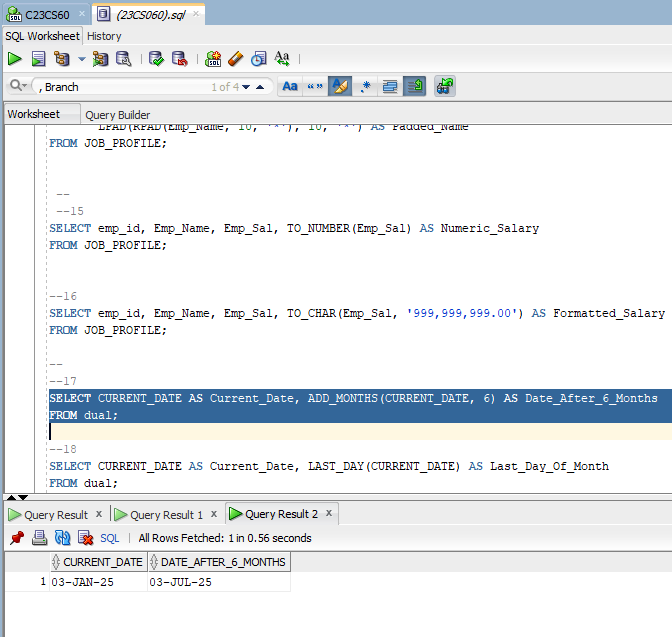 C23CS60 × (23CS060).sql ×
SQL Worksheet History
Aa
, Branch 1 of 4 Aa “” .*
Worksheet Query Builder
LPAD(RPAD(Emp_Name, 10, '*'), 10, '*') AS Padded_Name
FROM JOB_PROFILE;
--
--15
SELECT emp_id, Emp_Name, Emp_Sal, TO_NUMBER(Emp_Sal) AS Numeric_Salary
FROM JOB_PROFILE;
--16
SELECT emp_id, Emp_Name, Emp_Sal, TO_CHAR(Emp_Sal, '999,999,999.00') AS Formatted_Salary
FROM JOB_PROFILE;
--
--17
SELECT CURRENT_DATE AS Current_Date, ADD_MONTHS(CURRENT_DATE, 6) AS Date_After_6_Months
FROM dual;
--18
SELECT CURRENT_DATE AS Current_Date, LAST_DAY(CURRENT_DATE) AS Last_Day_Of_Month
FROM dual;
Query Result × Query Result 1 × Query Result 2 ×
SQL | All Rows Fetched: 1 in 0.56 seconds
CURRENT_DATE DATE_AFTER_6_MONTHS
1 03-JAN-25 03-JUL-25